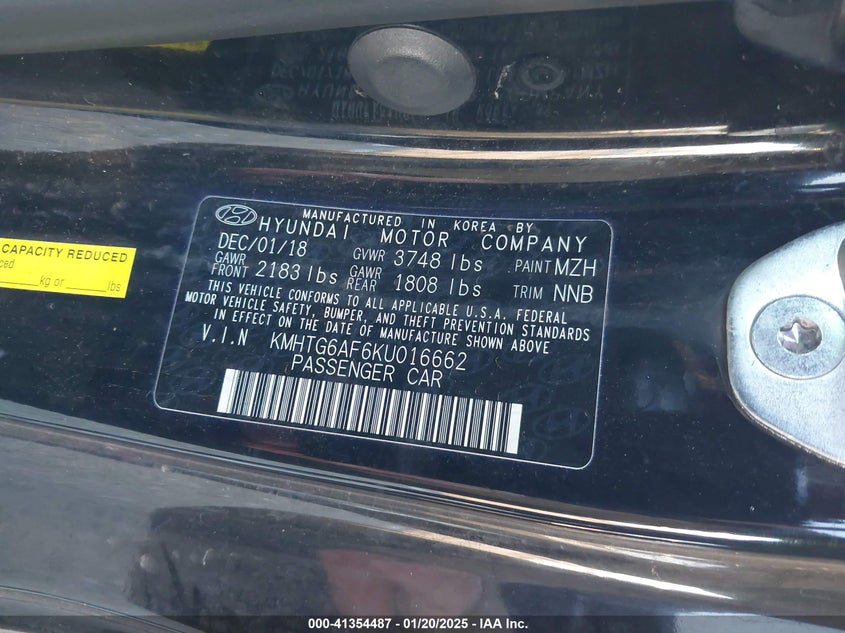 MANUFACTURED IN KOREA BY
HYUNDAI MOTOR COMPANY
DEC/01/18 GVWR 3748 lbs PAINT MZH
GAWR FRONT 2183 lbs GAWR REAR 1808 lbs TRIM NNB
THIS VEHICLE CONFORMS TO ALL APPLICABLE U.S.A. FEDERAL
MOTOR VEHICLE SAFETY, BUMPER, AND THEFT PREVENTION STANDARDS
IN EFFECT ON THE DATE OF MANUFACTURE SHOWN ABOVE
V.I.N KMHTG6AF6KU016662
PASSENGER CAR
CAPACITY REDUCED
kg or lbs
000-41354487 - 01/20/2025 - IAA Inc.